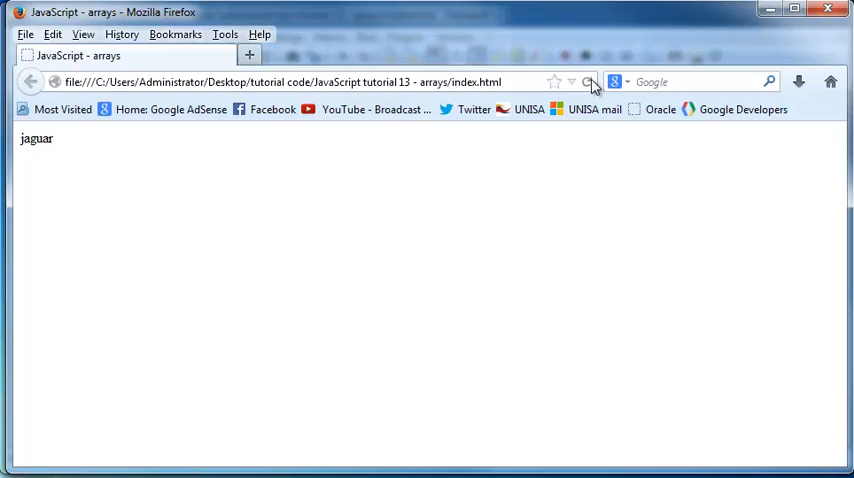 JavaScript - arrays - Mozilla Firefox
File Edit View History Bookmarks Tools Help
JavaScript - arrays
file:///C:/Users/Administrator/Desktop/tutorial code/JavaScript tutorial 13 - arrays/index.html
Google
Most Visited Home: Google AdSense Facebook YouTube - Broadcast ... Twitter UNISA UNISA mail Oracle Google Developers
jaguar